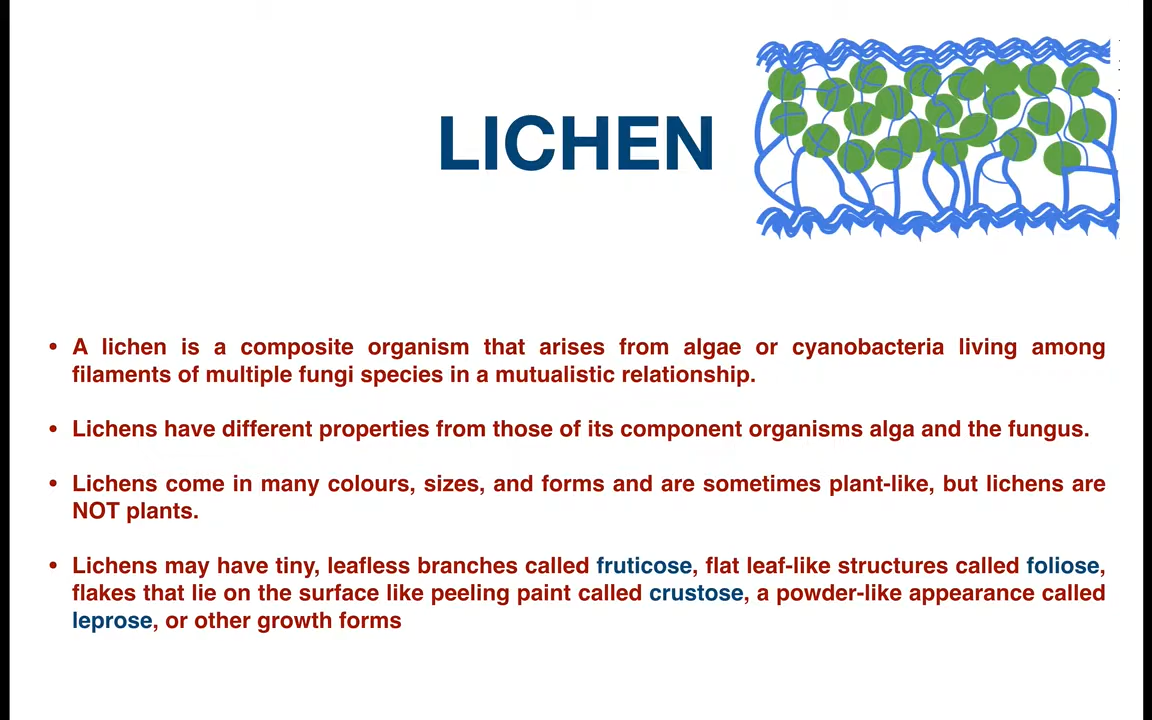 LICHEN
• A lichen is a composite organism that arises from algae or cyanobacteria living among
filaments of multiple fungi species in a mutualistic relationship.
• Lichens have different properties from those of its component organisms alga and the fungus.
• Lichens come in many colours, sizes, and forms and are sometimes plant-like, but lichens are
NOT plants.
• Lichens may have tiny, leafless branches called fruticose, flat leaf-like structures called foliose,
flakes that lie on the surface like peeling paint called crustose, a powder-like appearance called
leprose, or other growth forms